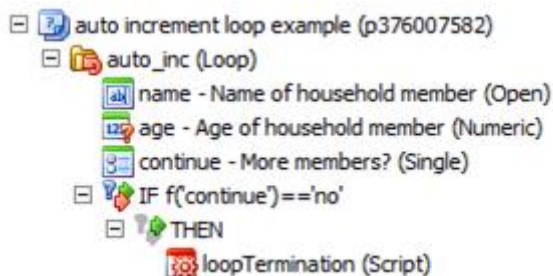 auto increment loop example (p376007582)
auto_inc (Loop)
name - Name of household member (Open)
age - Age of household member (Numeric)
continue - More members? (Single)
IF f('continue')=='no'
THEN
loopTermination (Script)